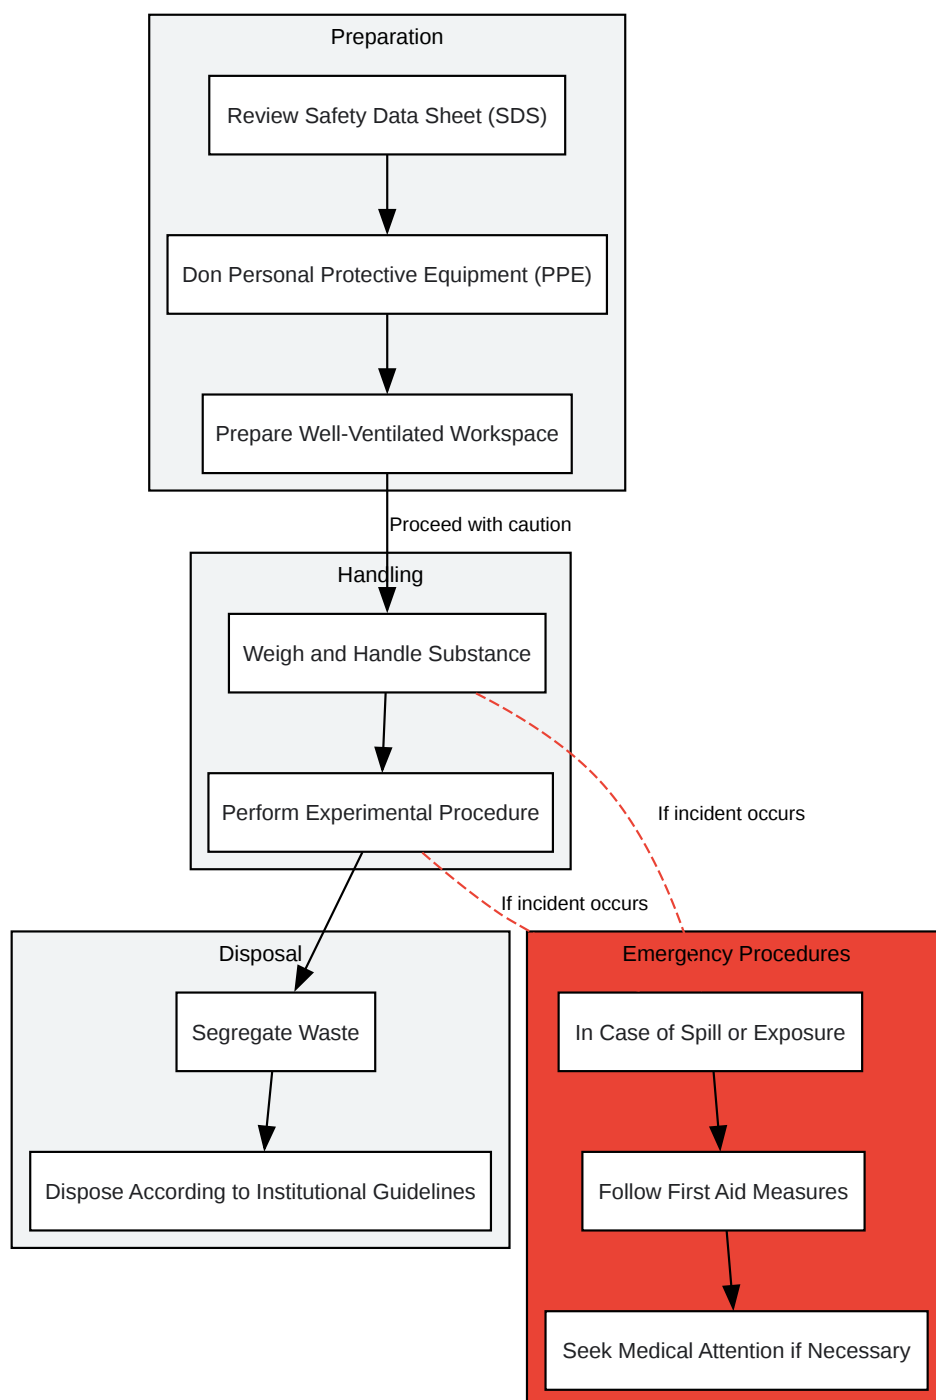 Preparation
Review Safety Data Sheet (SDS)
Don Personal Protective Equipment (PPE)
Prepare Well-Ventilated Workspace
Proceed with caution
Handling
Weigh and Handle Substance
Perform Experimental Procedure
If incident occurs
If incident occurs
Disposal
Segregate Waste
Dispose According to Institutional Guidelines
Emergency Procedures
In Case of Spill or Exposure
Follow First Aid Measures
Seek Medical Attention if Necessary